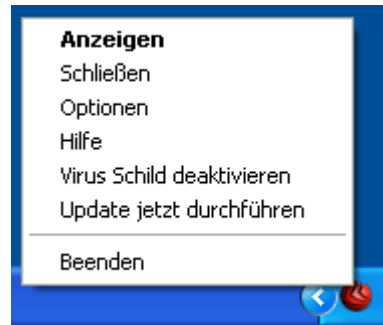 Anzeigen
Schließen
Optionen
Hilfe
Virus Schild deaktivieren
Update jetzt durchführen
Beenden